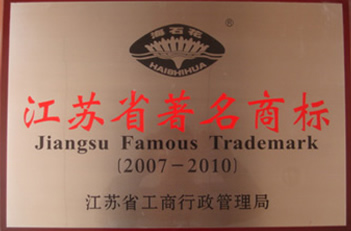 海石花
®
HAISHIHUA
江苏省著名商标
Jiangsu Famous Trademark
(2007-2010)
江苏省工商行政管理局